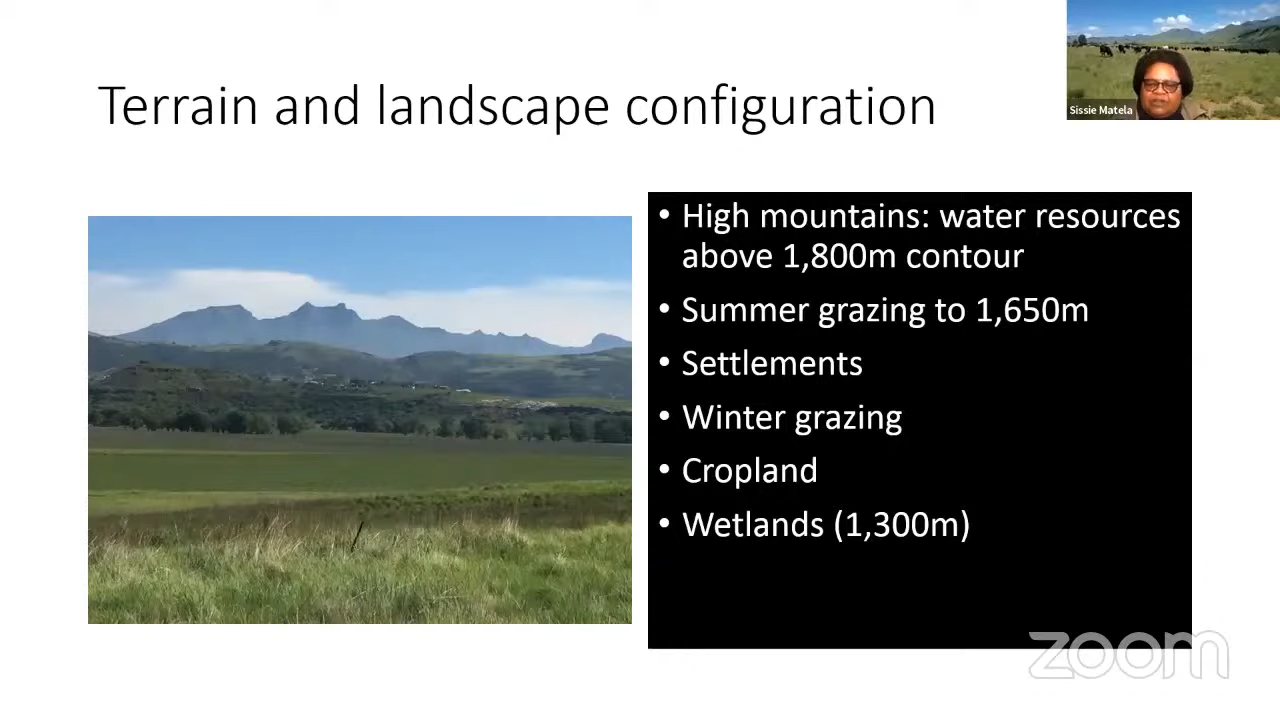 Terrain and landscape configuration
Sissie Matela
• High mountains: water resources
above 1,800m contour
• Summer grazing to 1,650m
• Settlements
• Winter grazing
• Cropland
• Wetlands (1,300m)
zoom